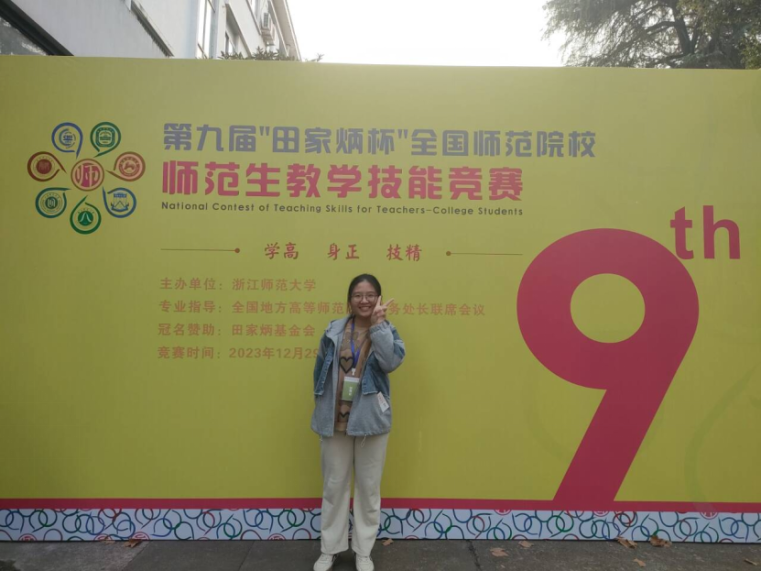 第九届"田家炳杯"全国师范院校
师范生教学技能竞赛
National Contest of Teaching Skills for Teachers-College Students
学高 身正 技精
主办单位：浙江师范大学
专业指导：全国地方高等师范 务处长联席会议
冠名赞助：田家炳基金会
竞赛时间：2023年12月29
9th
师